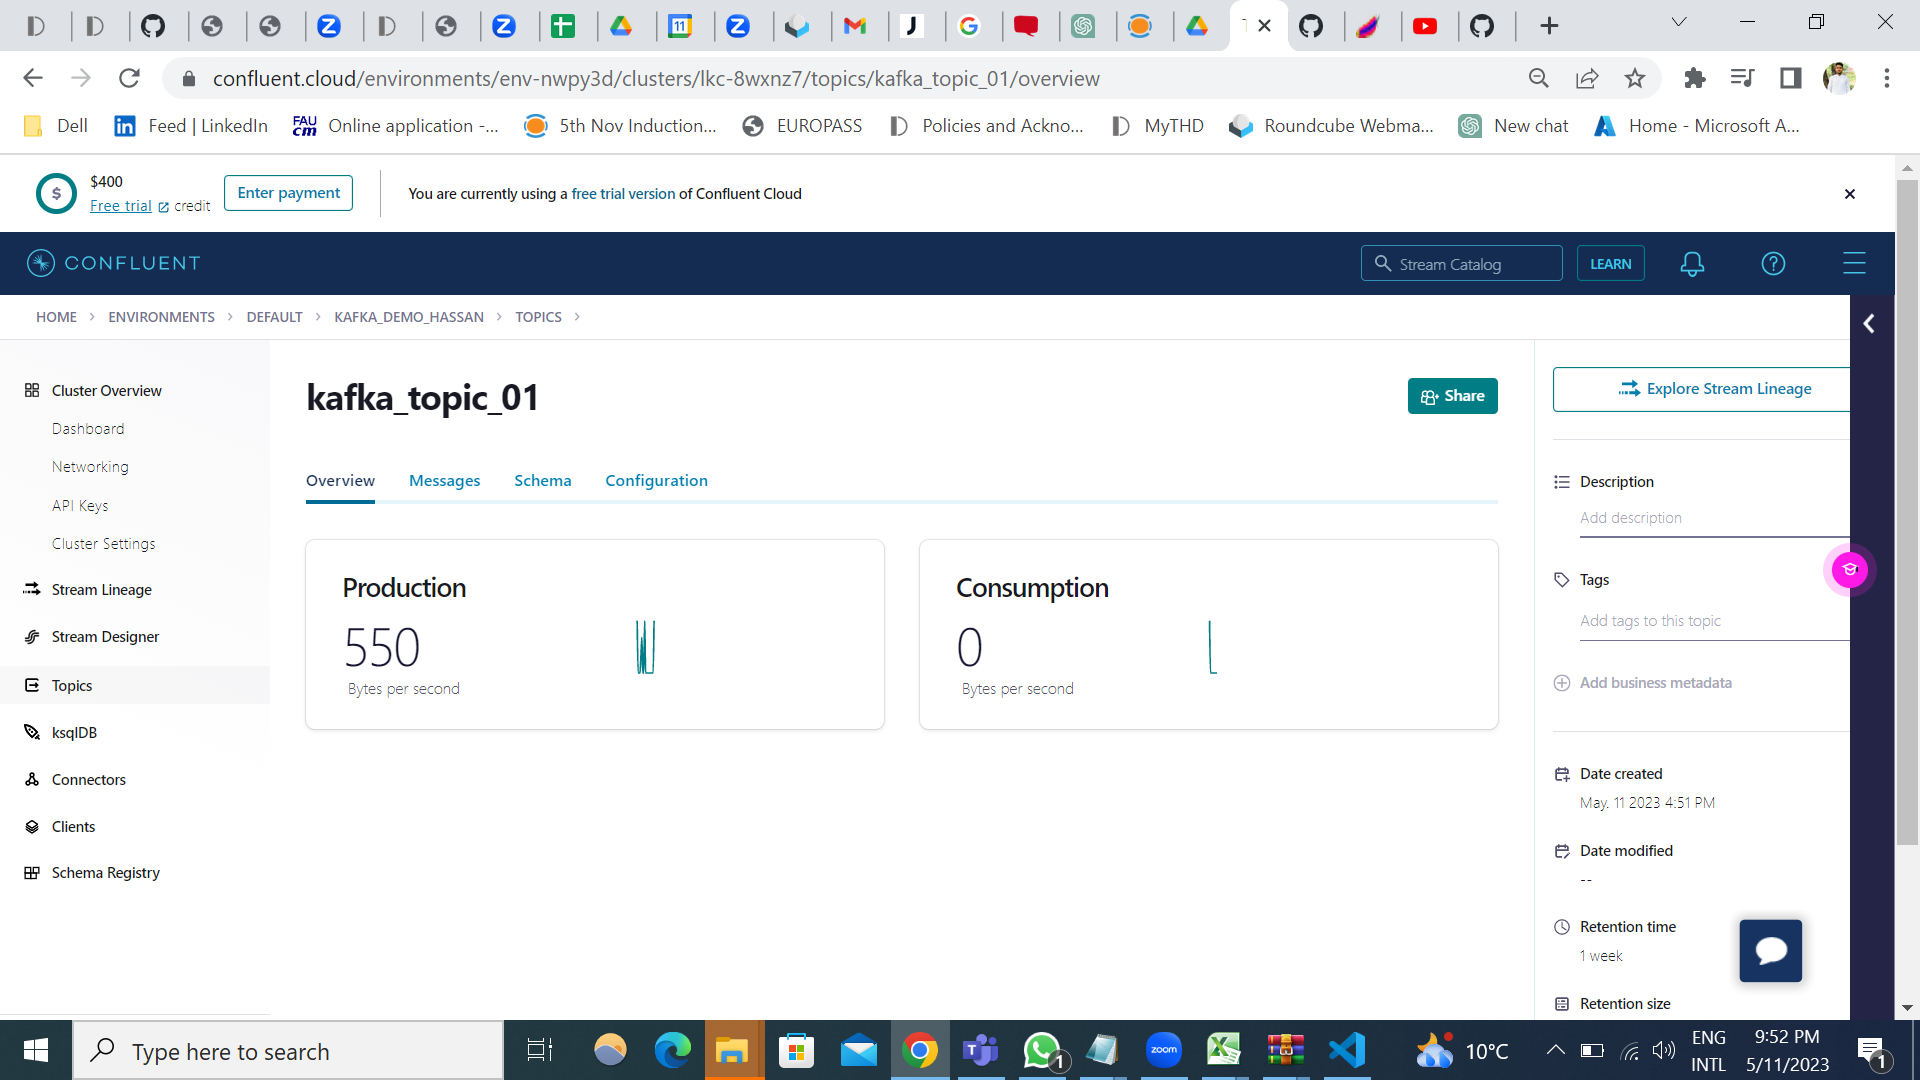 confluent.cloud/environments/env-nwpy3d/clusters/lkc-8wxnz7/topics/kafka_topic_01/overview
Dell
Feed | LinkedIn
FAU cm
Online application -...
5th Nov Induction...
EUROPASS
Policies and Ackno...
MyTHD
Roundcube Webma...
New chat
Home - Microsoft A...
$400
Free trial credit
Enter payment
You are currently using a free trial version of Confluent Cloud
CONFLUENT
Stream Catalog
LEARN
HOME > ENVIRONMENTS > DEFAULT > KAFKA_DEMO_HASSAN > TOPICS >
Cluster Overview
Dashboard
Networking
API Keys
Cluster Settings
Stream Lineage
Stream Designer
Topics
ksqlDB
Connectors
Clients
Schema Registry
kafka_topic_01
Share
Overview
Messages
Schema
Configuration
Production
550
Bytes per second
Consumption
0
Bytes per second
Explore Stream Lineage
Description
Add description
Tags
Add tags to this topic
Add business metadata
Date created
May. 11 2023 4:51 PM
Date modified
--
Retention time
1 week
Retention size
Type here to search
zoom
1
10°C
ENG
INTL
9:52 PM
5/11/2023
1